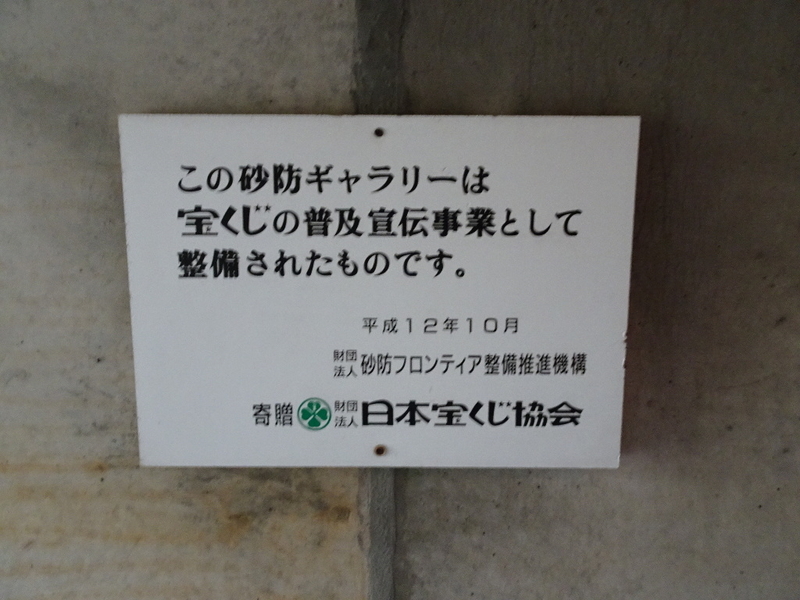 この砂防ギャラリーは
宝くじの普及宣伝事業として
整備されたものです。
平成12年10月
財団法人 砂防フロンティア整備推進機構
寄贈 財団法人 日本宝くじ協会